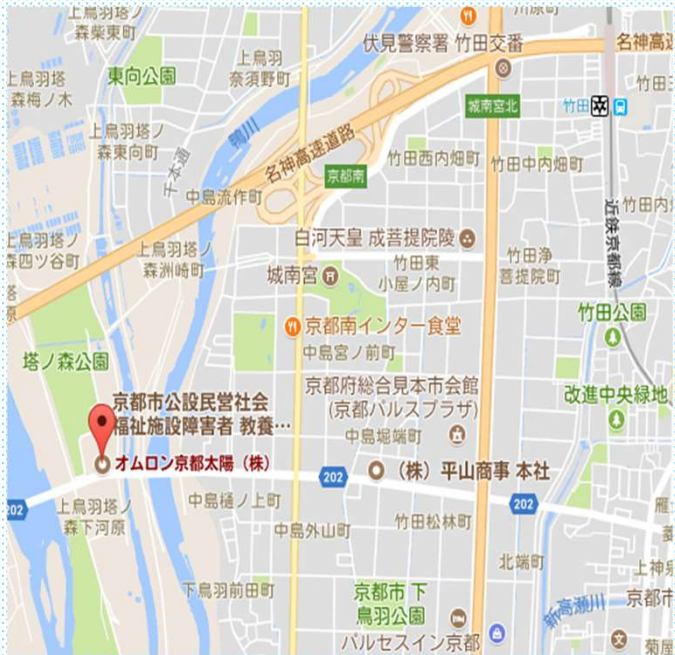 上鳥羽塔ノ
森柴東町
川原町
伏見警察署 竹田交番
名神高速
上鳥羽
奈須野町
東向公園
上鳥羽塔
森梅ノ木
城南宮北
竹田
上鳥羽塔ノ
森東向町
鴨川
千本通
名神高速道路
竹田西内畑町
竹田中内畑町
京都南
中島流作町
竹田内
近鉄京都線
上鳥羽塔ノ
森四ツ谷町
上鳥羽塔ノ
森洲崎町
白河天皇 成菩提院陵
竹田東
小屋ノ内町
竹田浄
菩提院町
城南宮
竹田公園
京都南インター食堂
中島宮ノ前町
塔ノ森公園
京都府総合見本市会館
(京都パルスプラザ)
改進中央緑地
京都市公設民営社会
福祉施設障害者 教養…
中島堀端町
オムロン京都太陽（株）
（株）平山商事 本社
202
202
202
上鳥羽塔ノ
森下河原
中島樋ノ上町
中島外山町
竹田松林町
北端町
上神泉
下鳥羽前田町
京都市 下
鳥羽公園
新高瀬川
京都市
パルセスイン京都
菊屋